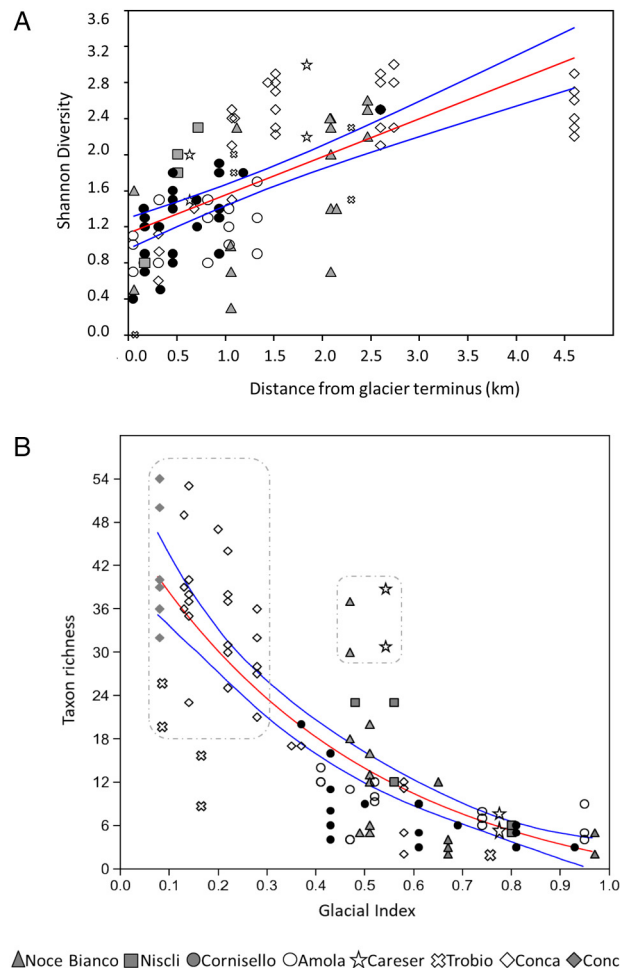 A
Shannon Diversity
3.6
3.2
2.8
2.4
2.0
1.6
1.2
0.8
0.4
0.0
0.0 0.5 1.0 1.5 2.0 2.5 3.0 3.5 4.0 4.5
Distance from glacier terminus (km)
B
Taxon richness
54
48
42
36
30
24
18
12
6
0
0.0 0.1 0.2 0.3 0.4 0.5 0.6 0.7 0.8 0.9 1.0
Glacial Index
Noce Bianco Niscli Cornisello Amola Careser Trobio Conca Conc